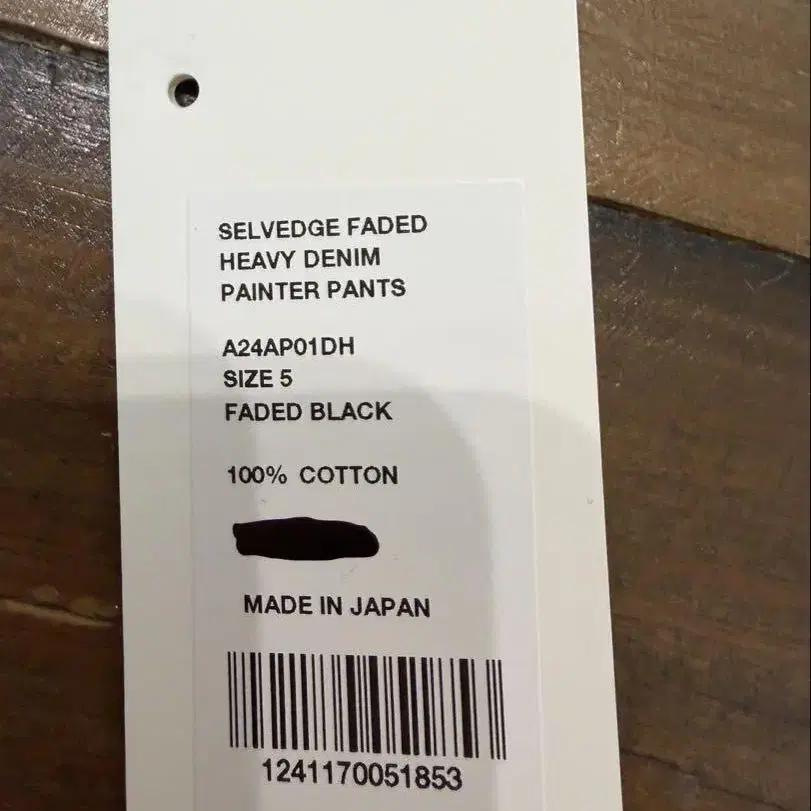 SELVEDGE FADED
HEAVY DENIM
PAINTER PANTS
A24AP01DH
SIZE 5
FADED BLACK
100% COTTON
MADE IN JAPAN
1241170051853